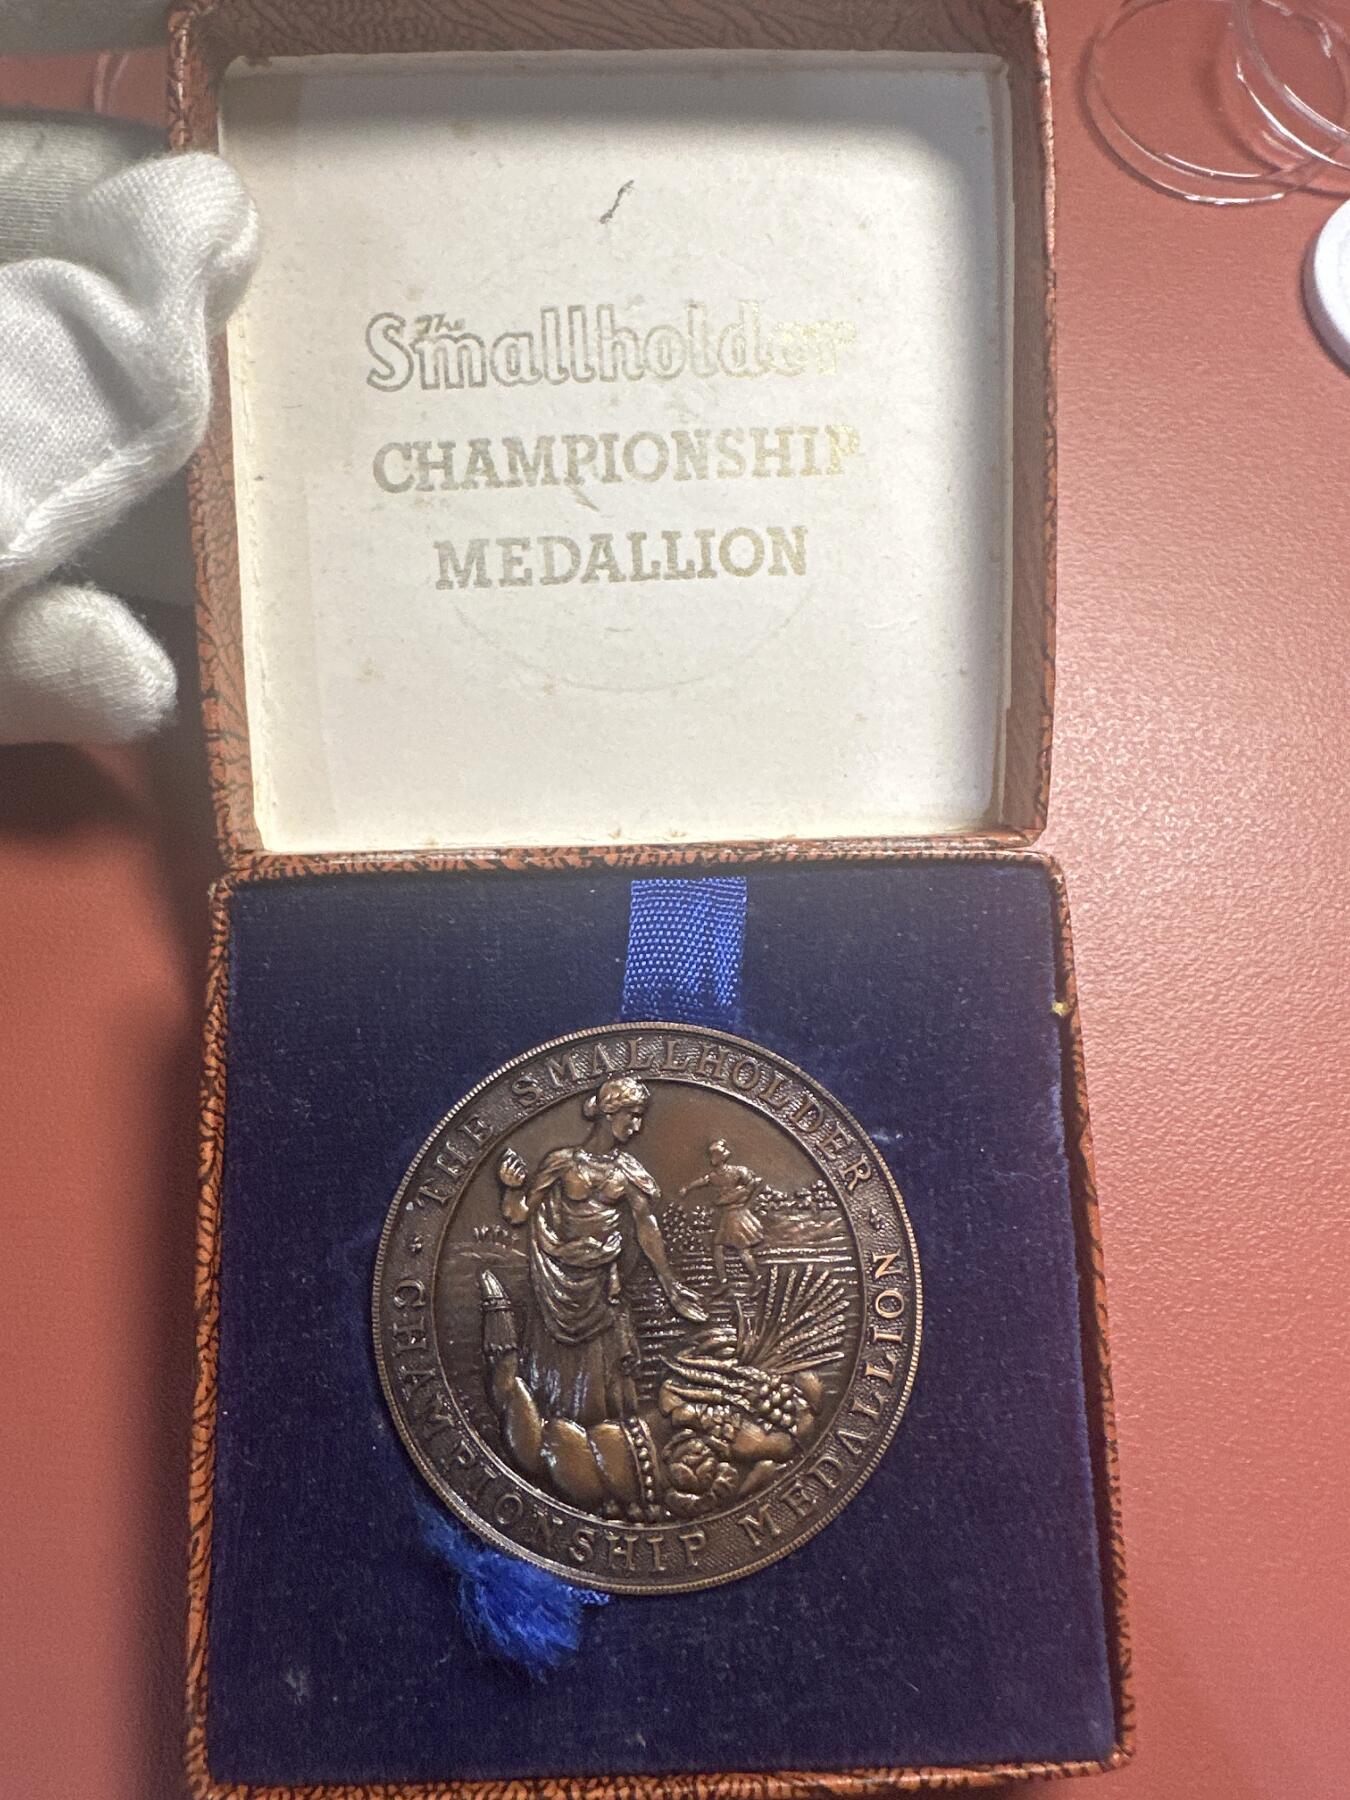 The Smallholder
CHAMPIONSHIP
MEDALLION
THE SMALLHOLDER
CHAMPIONSHIP MEDALLION